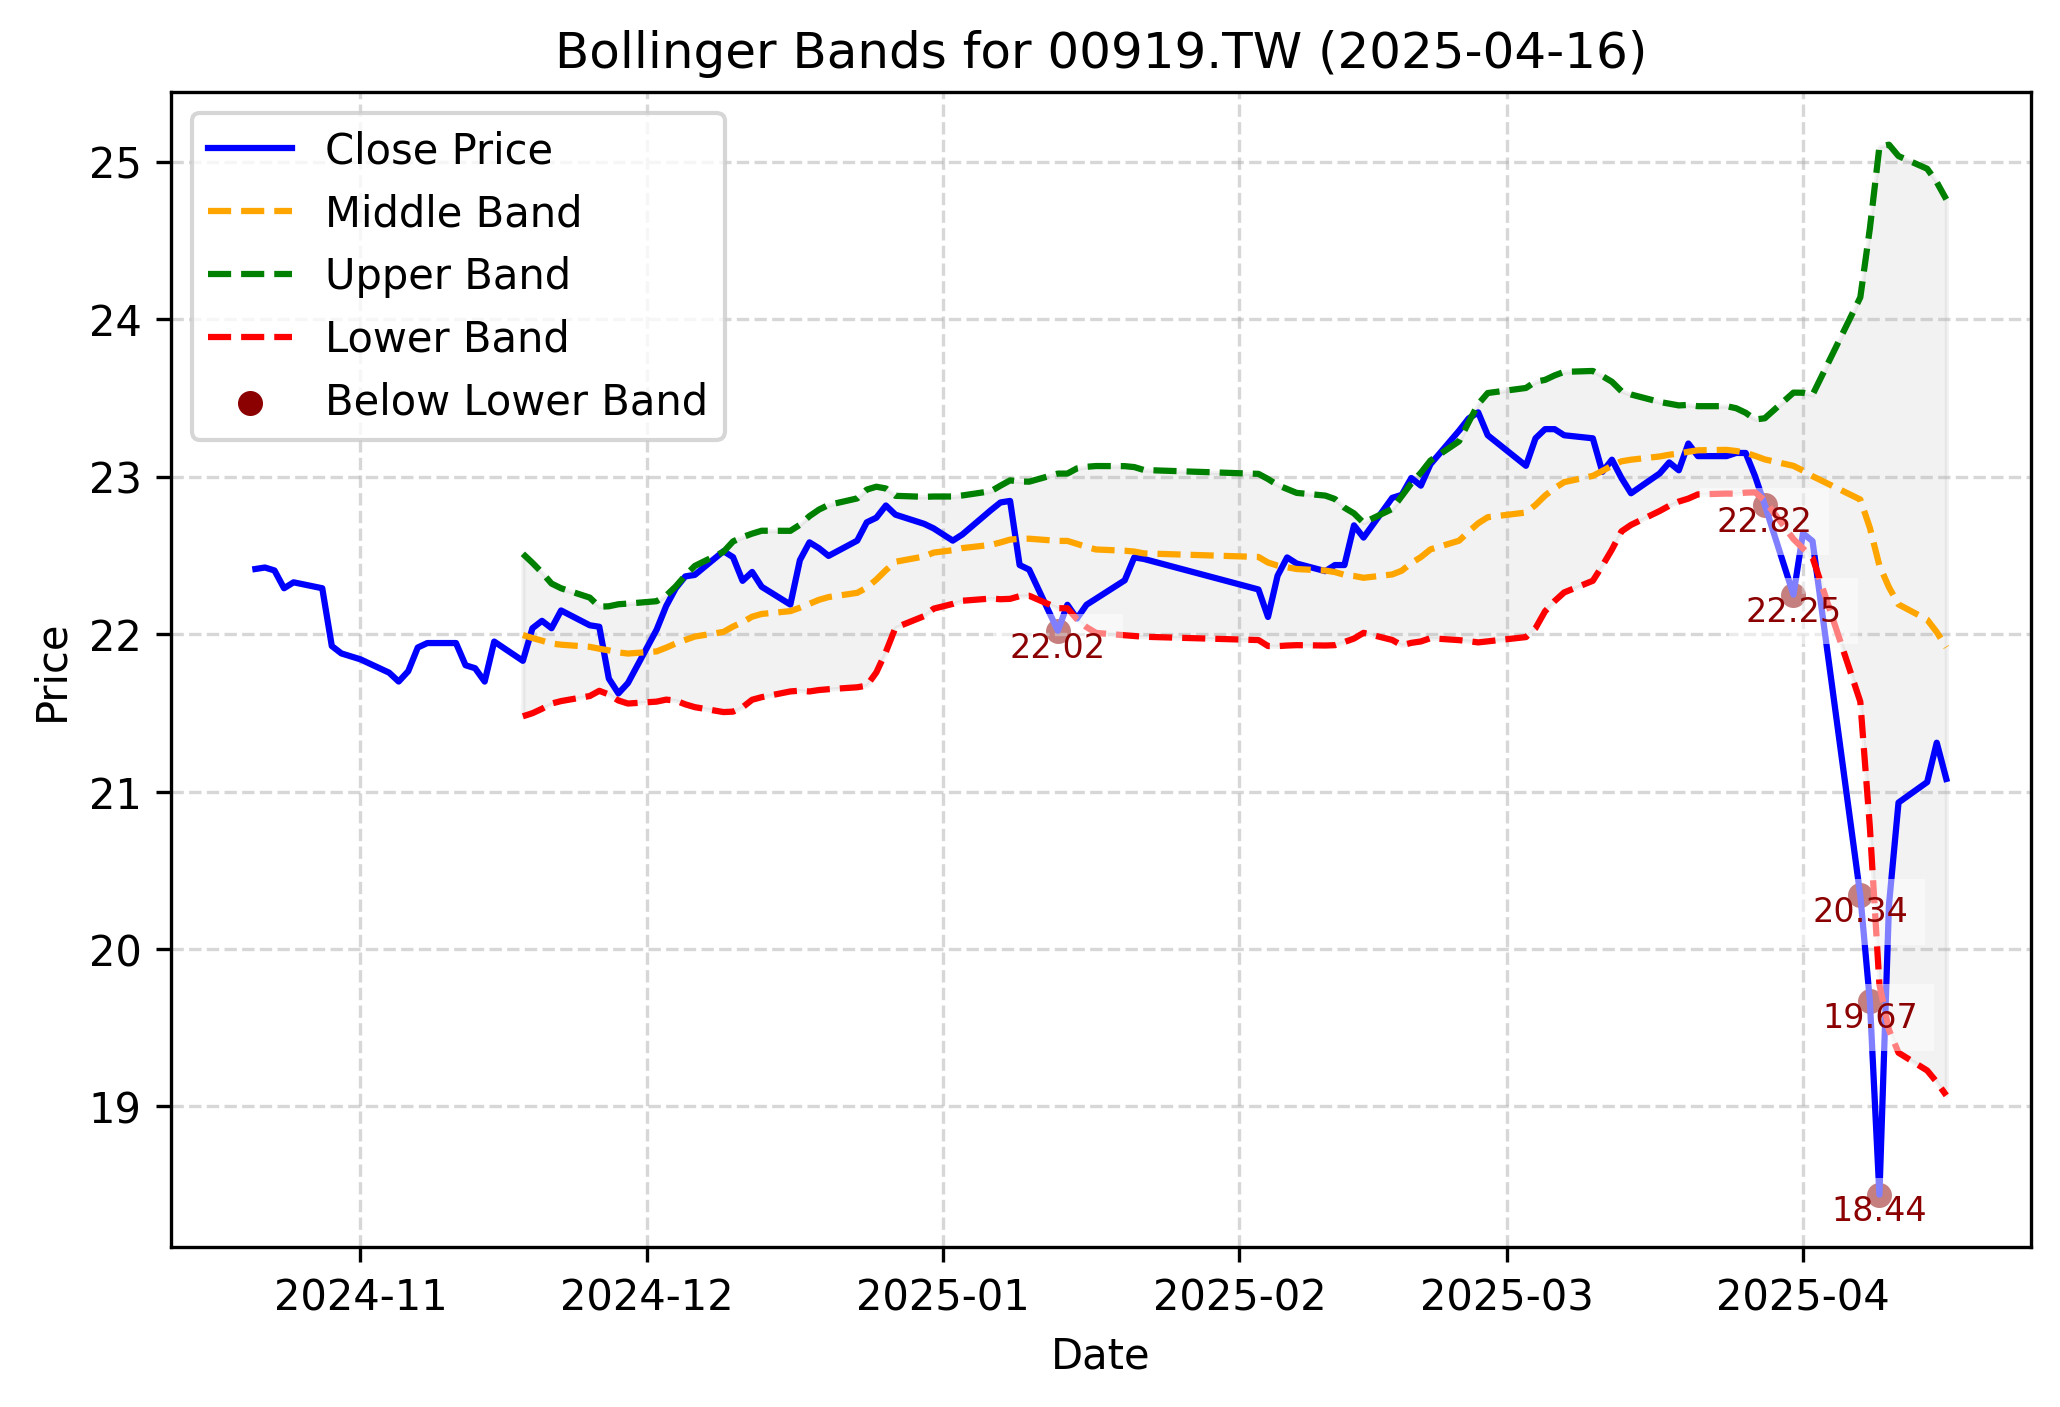 Bollinger Bands for 00919.TW (2025-04-16)
Close Price
Middle Band
Upper Band
Lower Band
Below Lower Band
25
24
23
22
21
20
19
Price
22.02
22.82
22.25
20.34
19.67
18.44
2024-11
2024-12
2025-01
2025-02
2025-03
2025-04
Date